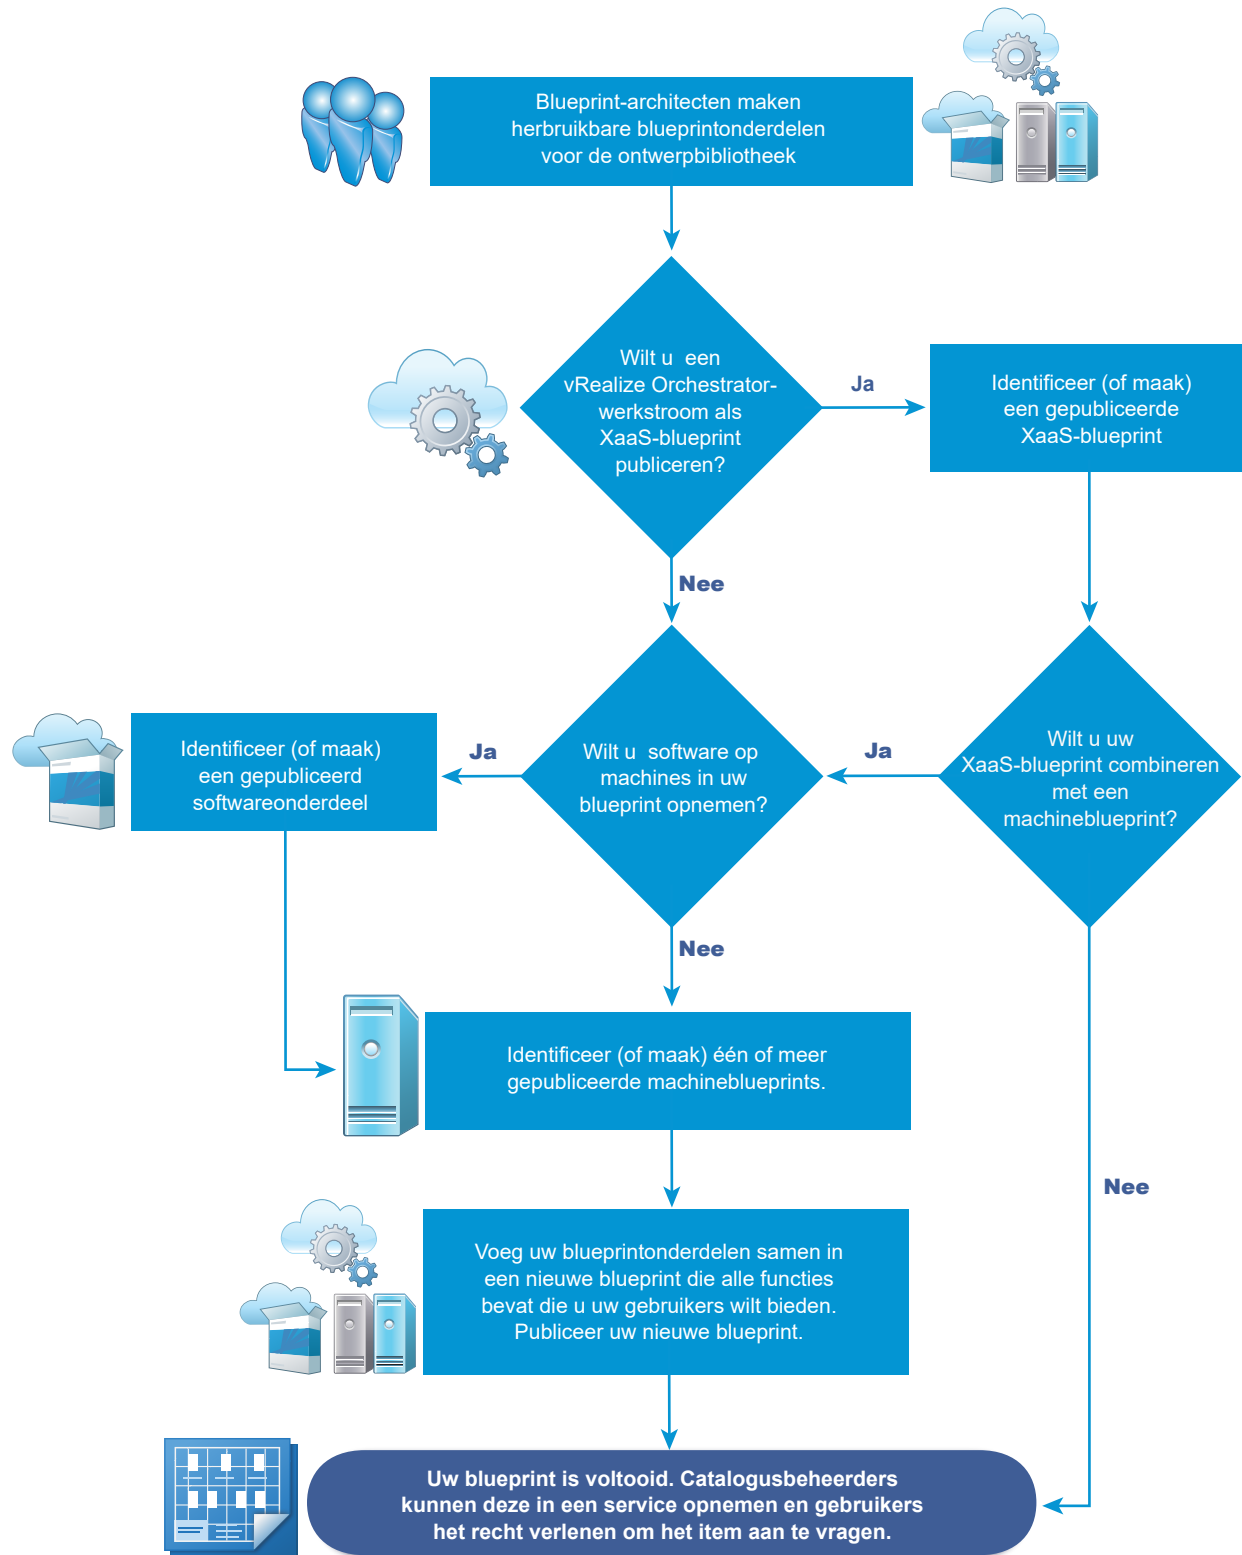 Blueprint-architecten maken
herbruikbare blueprintonderdelen
voor de ontwerpbibliotheek
Wilt u een
vRealize Orchestrator-
werkstroom als
XaaS-blueprint
publiceren?
Ja
Identificeer (of maak)
een gepubliceerde
XaaS-blueprint
Nee
Identificeer (of maak)
een gepubliceerd
softwareonderdeel
Ja
Wilt u software op
machines in uw
blueprint opnemen?
Ja
Wilt u uw
XaaS-blueprint combineren
met een
machineblueprint?
Nee
Identificeer (of maak) één of meer
gepubliceerde machineblueprints.
Nee
Voeg uw blueprintonderdelen samen in
een nieuwe blueprint die alle functies
bevat die u uw gebruikers wilt bieden.
Publiceer uw nieuwe blueprint.
Uw blueprint is voltooid. Catalogusbeheerders
kunnen deze in een service opnemen en gebruikers
het recht verlenen om het item aan te vragen.